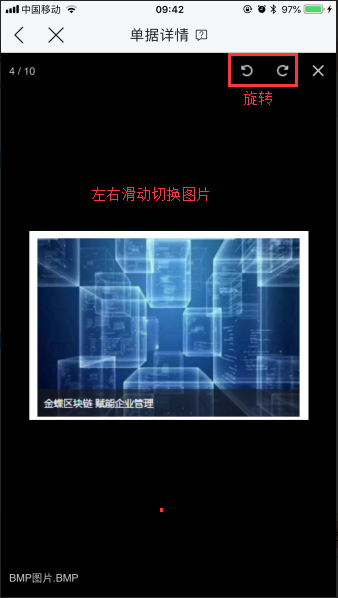 中国移动 09:42 97%
单据详情
4 / 10
旋转
左右滑动切换图片
金蝶区块链 赋能企业管理
BMP图片.BMP